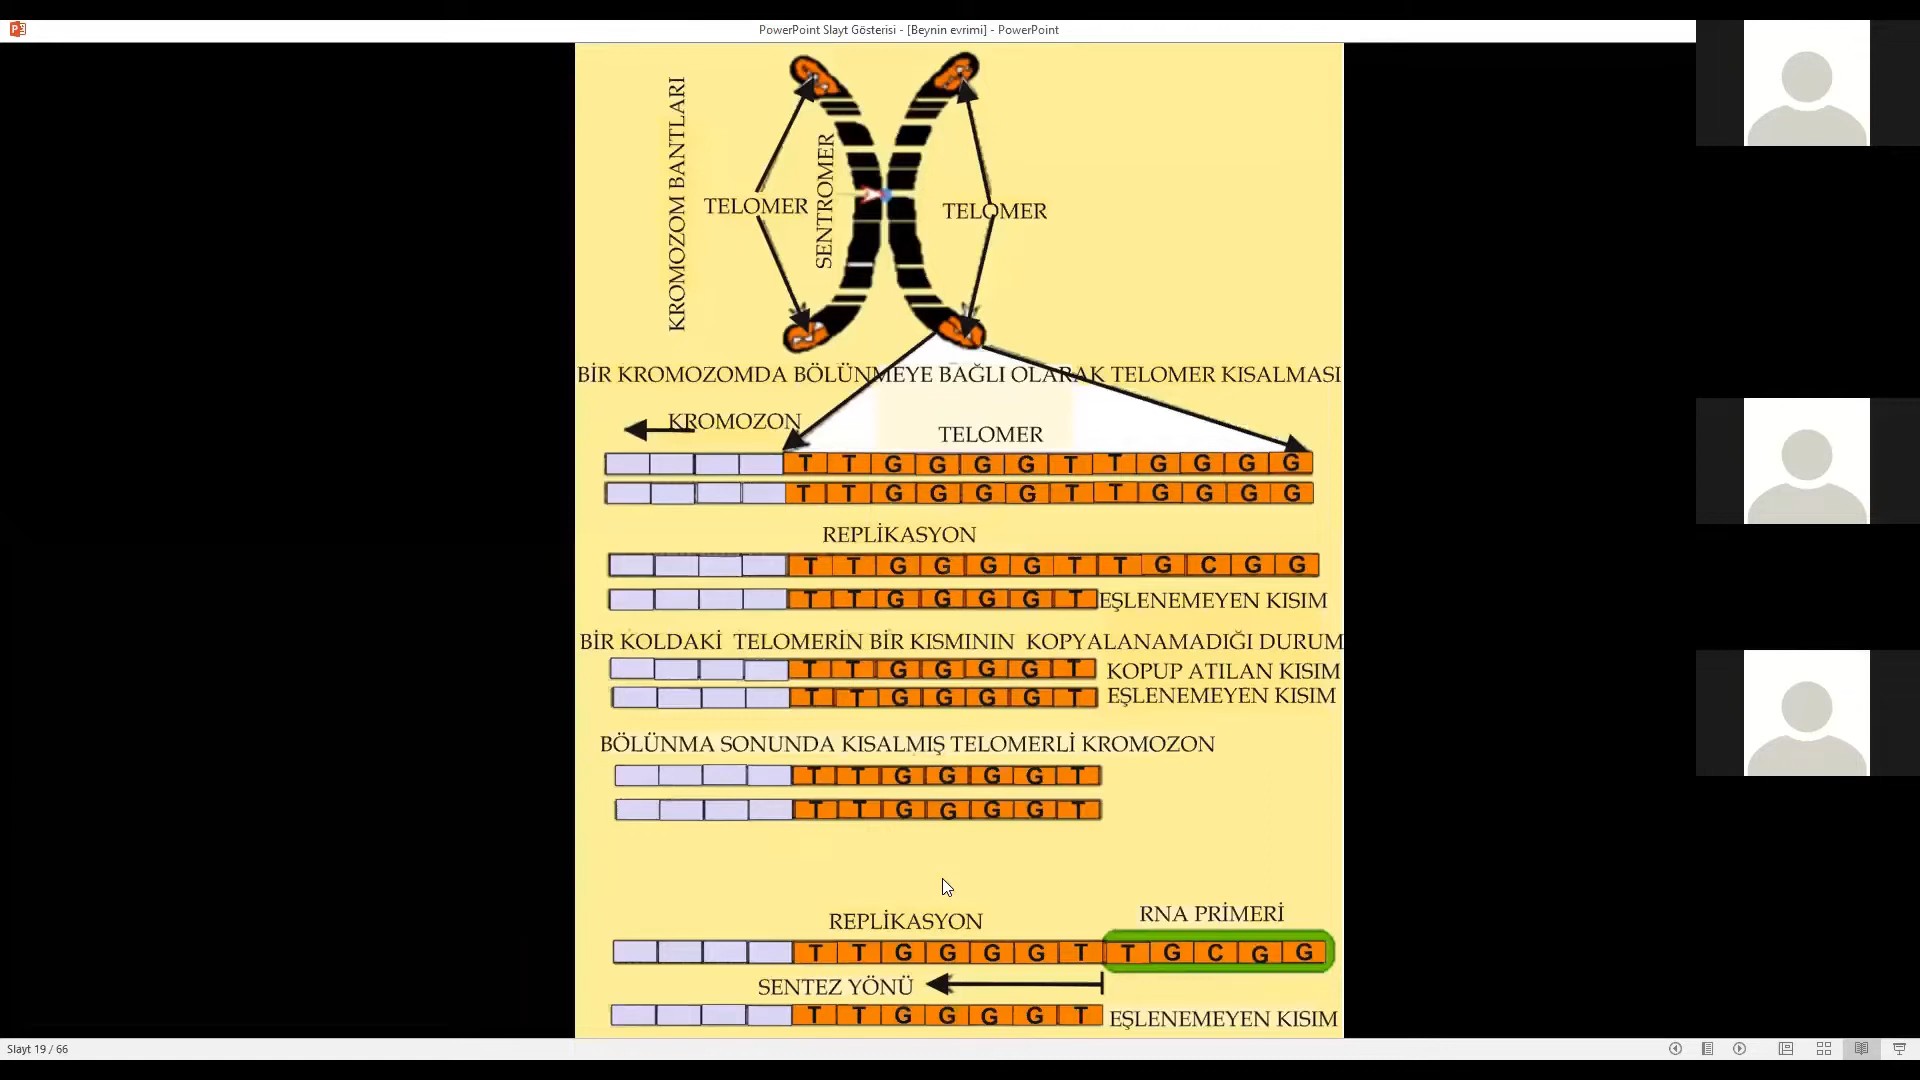 PowerPoint Slayt Gösterisi - [Beynin evrimi] - PowerPoint
KROMOZOM BANTLARI
TELOMER
SENTROMER
TELOMER
BİR KROMOZOMDA BÖLÜNMEYE BAĞLI OLARAK TELOMER KISALMASI
KROMOZON
TELOMER
T T G G G G T T G G G G
T T G G G G T T G G G G
REPLİKASYON
T T G G G G T T G C G G
T T G G G G T EŞLENEMEYEN KISIM
BİR KOLDAKİ TELOMERİN BİR KISMININ KOPYALANAMADIĞI DURUM
T T G G G G T KOPUP ATILAN KISIM
T T G G G G T EŞLENEMEYEN KISIM
BÖLÜNMA SONUNDA KISALMIŞ TELOMERLİ KROMOZON
T T G G G G T
T T G G G G T
REPLİKASYON
RNA PRİMERİ
T T G G G G T T G C G G
SENTEZ YÖNÜ
T T G G G G T EŞLENEMEYEN KISIM
Slayt 19 / 66